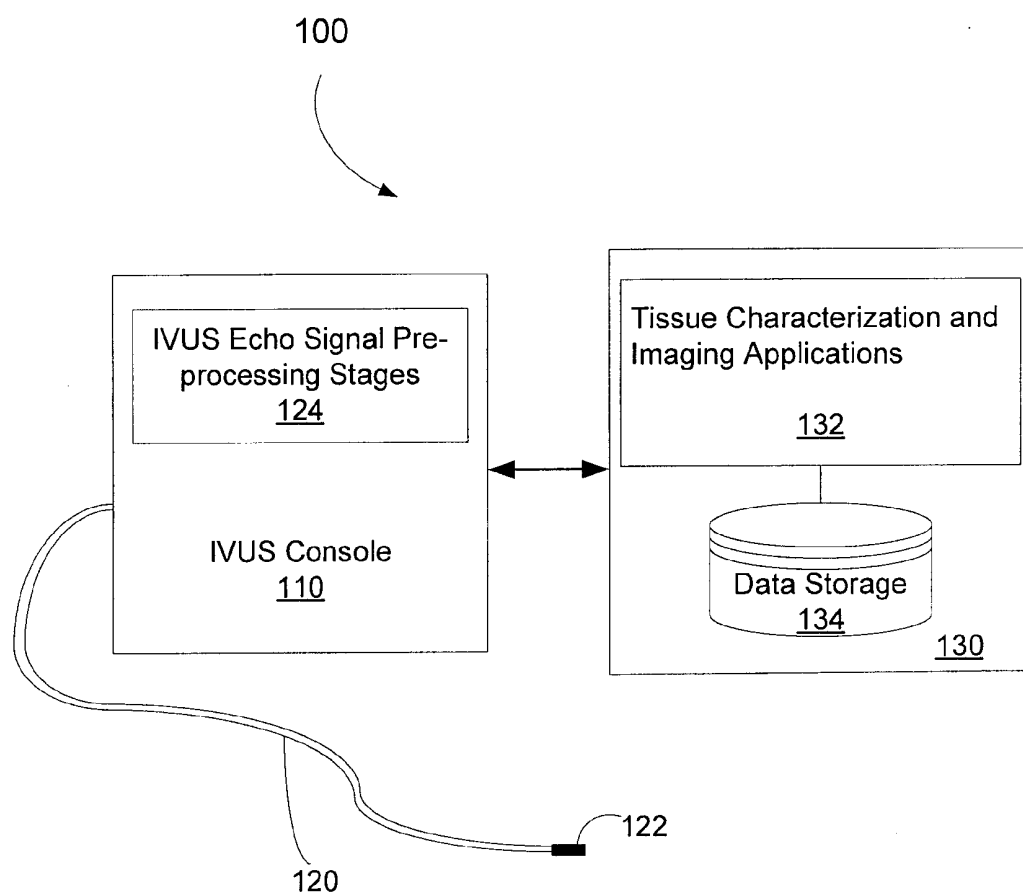 100
IVUS Echo Signal Pre-
processing Stages
124
IVUS Console
110
Tissue Characterization and
Imaging Applications
132
Data Storage
134
130
122
120